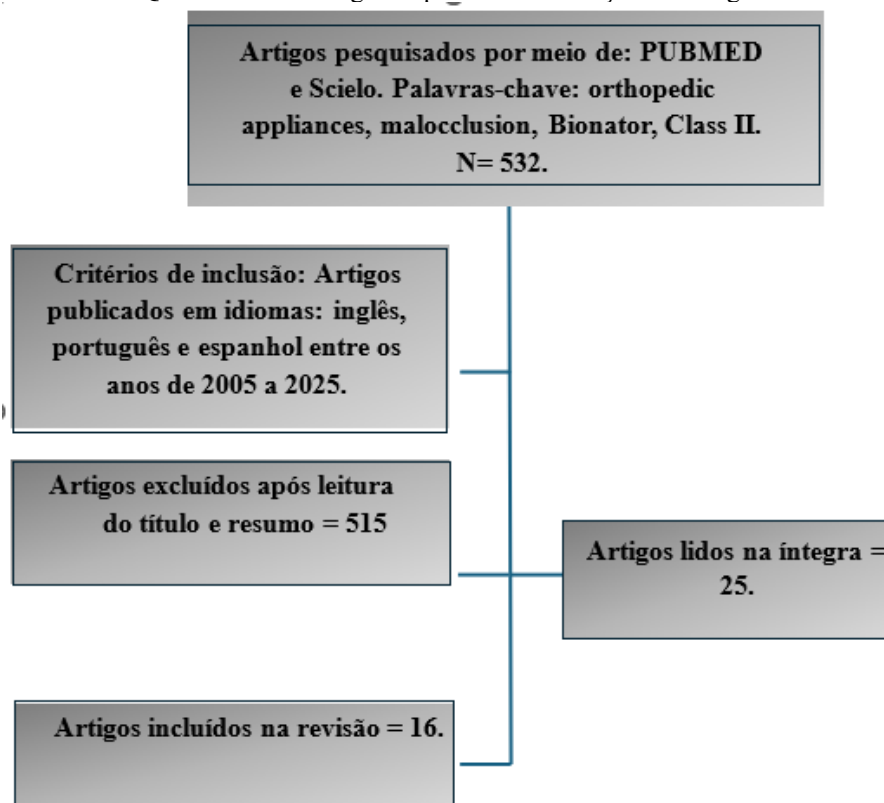 Artigos pesquisados por meio de: PUBMED
e Scielo. Palavras-chave: orthopedic
appliances, malocclusion, Bionator, Class II.
N= 532.
Critérios de inclusão: Artigos
publicados em idiomas: inglês,
português e espanhol entre os
anos de 2005 a 2025.
Artigos excluídos após leitura
do título e resumo = 515
Artigos lidos na íntegra =
25.
Artigos incluídos na revisão = 16.